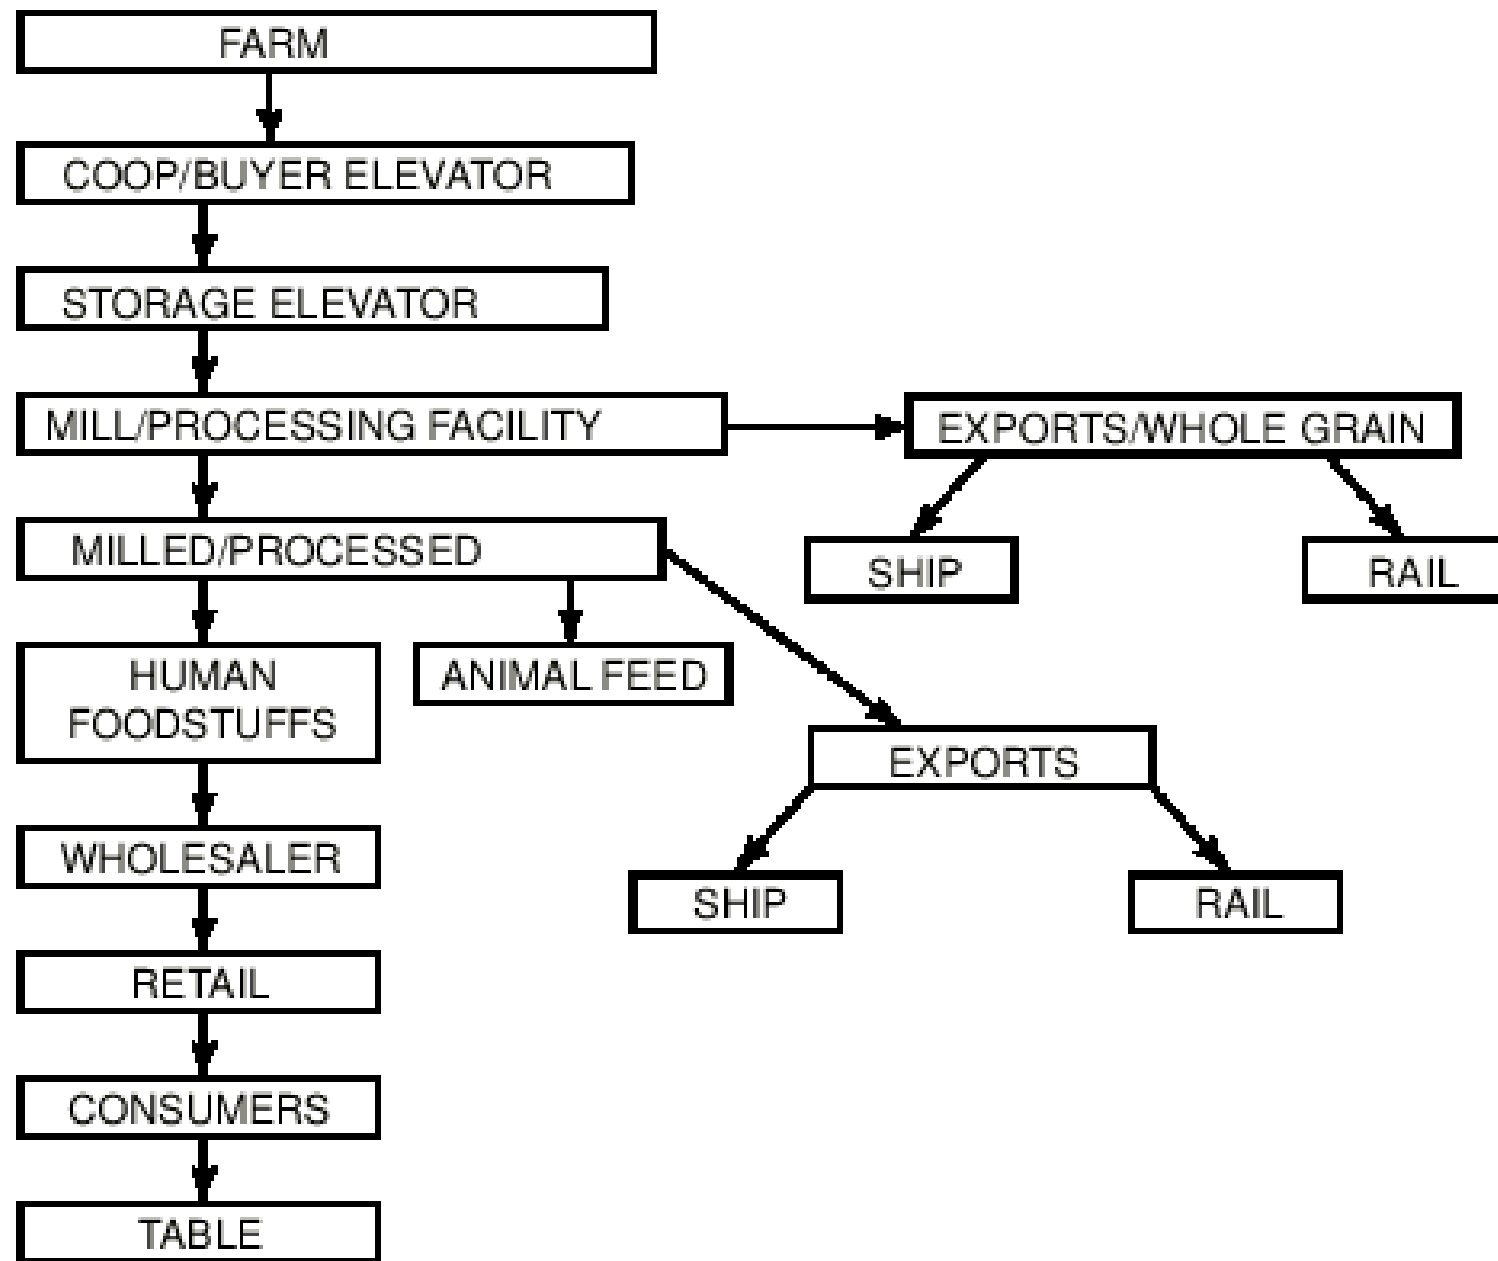 FARM
COOP/BUYER ELEVATOR
STORAGE ELEVATOR
MILL/PROCESSING FACILITY
EXPORTS/WHOLE GRAIN
MILLED/PROCESSED
SHIP
RAIL
HUMAN
FOODSTUFFS
ANIMAL FEED
EXPORTS
WHOLESALER
SHIP
RAIL
RETAIL
CONSUMERS
TABLE